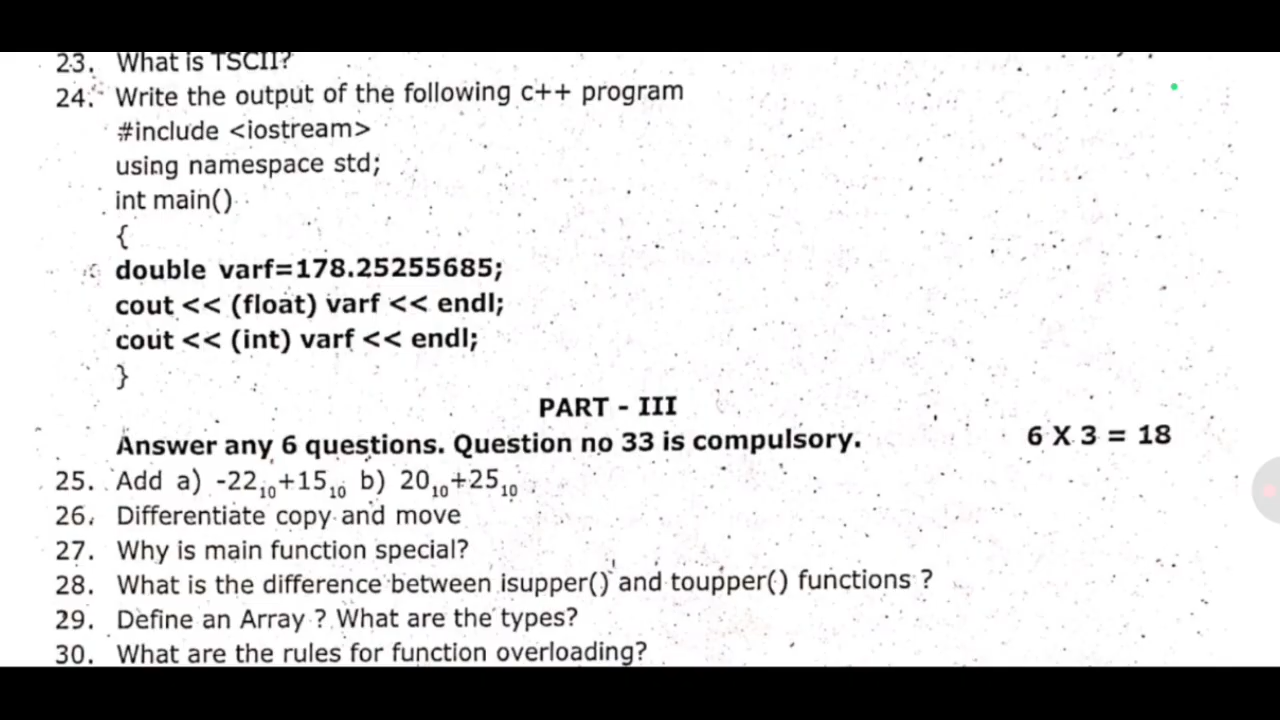 23. What is TSCII?
24. Write the output of the following c++ program
#include <iostream>
using namespace std;
int main()
{
double varf=178.25255685;
cout << (float) varf << endl;
cout << (int) varf << endl;
}
PART - III
Answer any 6 questions. Question no 33 is compulsory. 6 X 3 = 18
25. Add a) -22₁₀+15₁₀ b) 20₁₀+25₁₀
26. Differentiate copy and move
27. Why is main function special?
28. What is the difference between isupper() and toupper() functions ?
29. Define an Array ? What are the types?
30. What are the rules for function overloading?